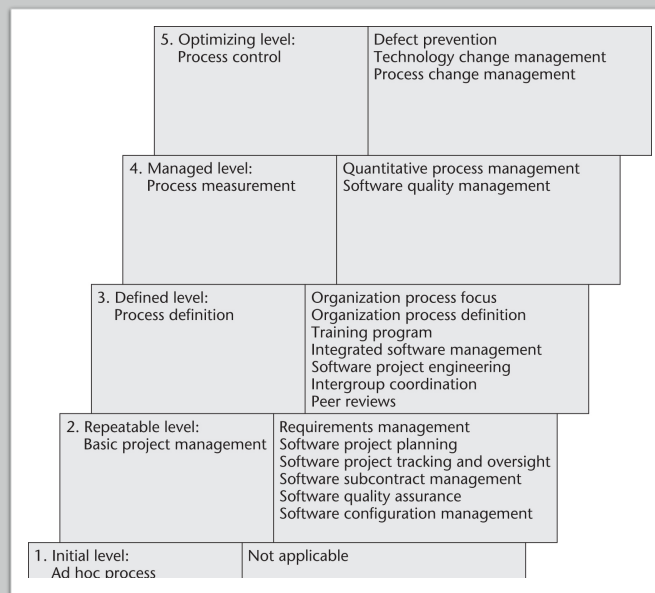 5. Optimizing level:
Process control
Defect prevention
Technology change management
Process change management
4. Managed level:
Process measurement
Quantitative process management
Software quality management
3. Defined level:
Process definition
Organization process focus
Organization process definition
Training program
Integrated software management
Software project engineering
Intergroup coordination
Peer reviews
2. Repeatable level:
Basic project management
Requirements management
Software project planning
Software project tracking and oversight
Software subcontract management
Software quality assurance
Software configuration management
1. Initial level:
Ad hoc process
Not applicable